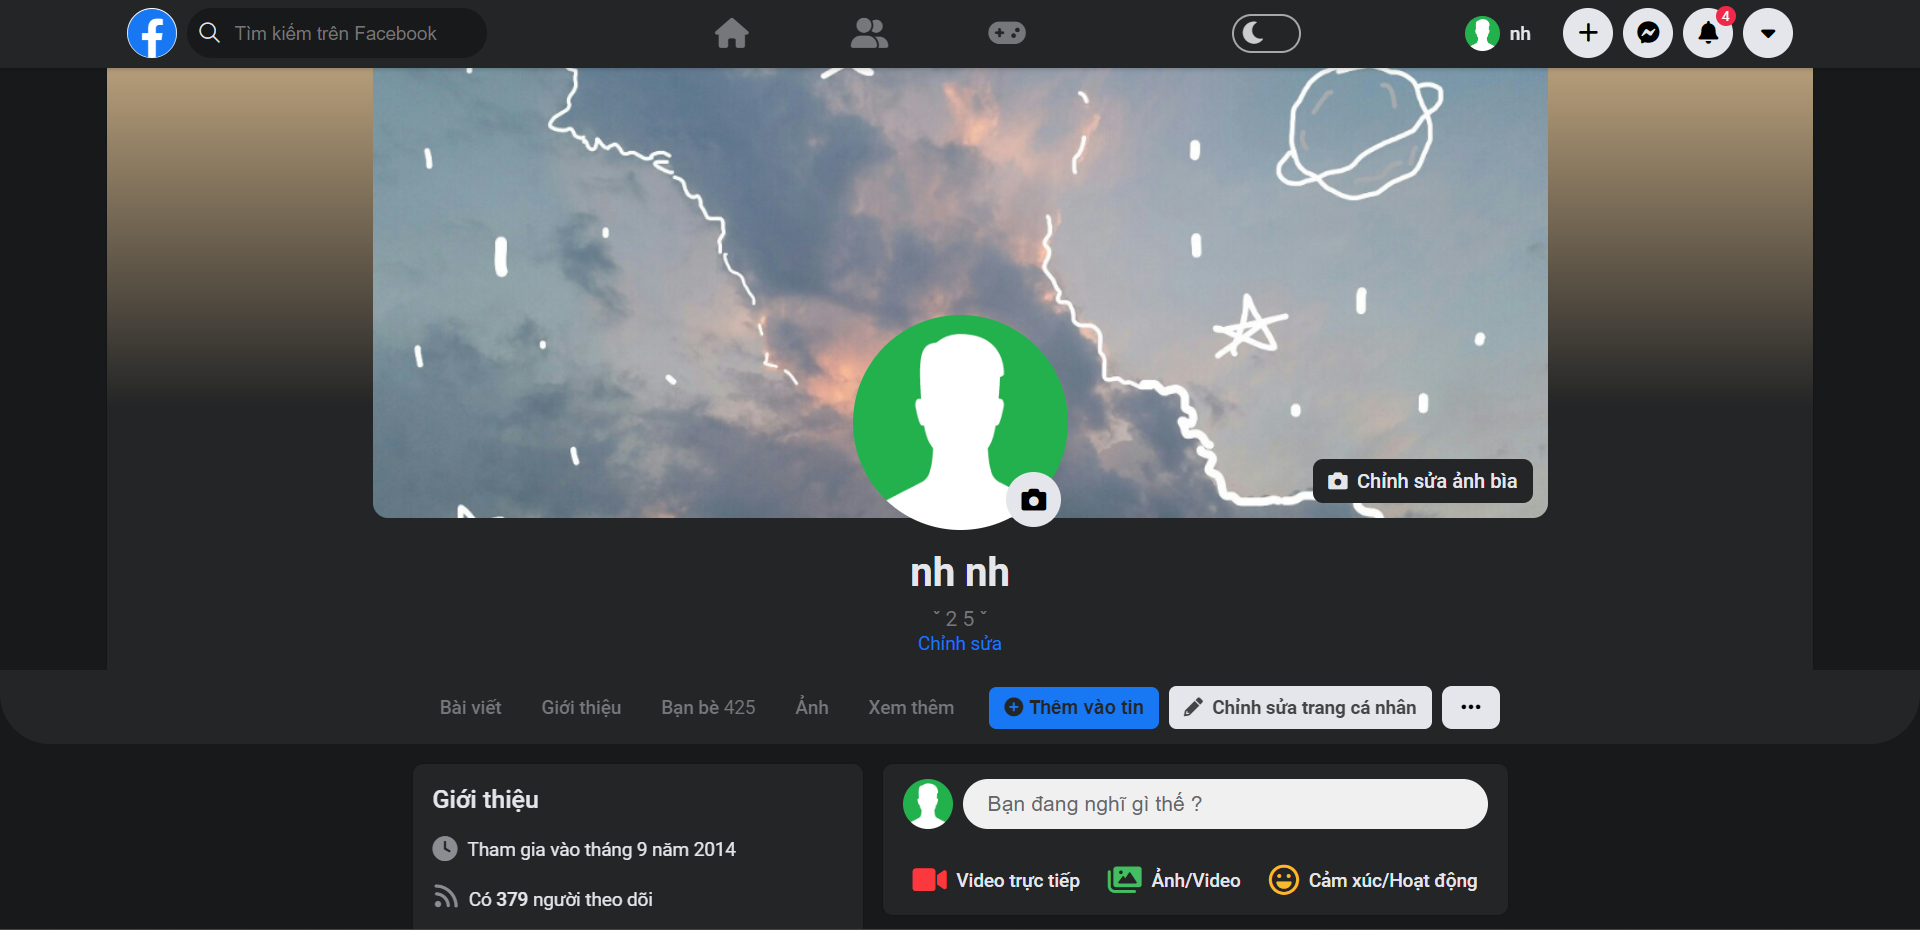 Tìm kiếm trên Facebook
nh
4
Chỉnh sửa ảnh bìa
nh nh
ˇ 2 5 ˇ
Chỉnh sửa
Bài viết Giới thiệu Bạn bè 425 Ảnh Xem thêm Thêm vào tin Chỉnh sửa trang cá nhân
Giới thiệu
Tham gia vào tháng 9 năm 2014
Có 379 người theo dõi
Bạn đang nghĩ gì thế ?
Video trực tiếp Ảnh/Video Cảm xúc/Hoạt động